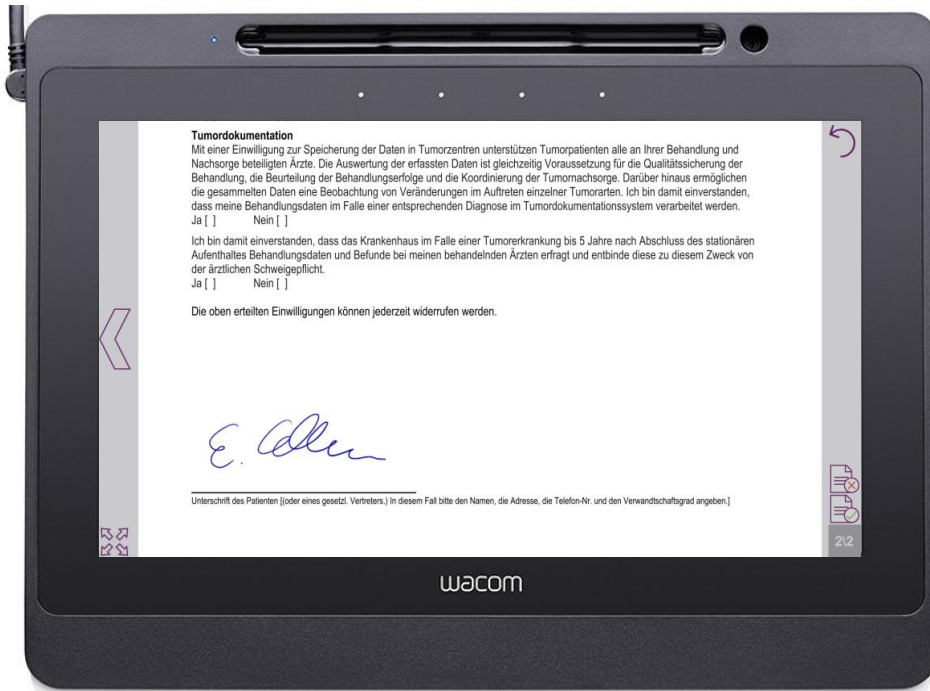 Tumordokumentation
Mit einer Einwilligung zur Speicherung der Daten in Tumorzentren unterstützen Tumorpatienten alle an Ihrer Behandlung und
Nachsorge beteiligten Ärzte. Die Auswertung der erfassten Daten ist gleichzeitig Voraussetzung für die Qualitätssicherung der
Behandlung, die Beurteilung der Behandlungserfolge und die Koordinierung der Tumornachsorge. Darüber hinaus ermöglichen
die gesammelten Daten eine Beobachtung von Veränderungen im Auftreten einzelner Tumorarten. Ich bin damit einverstanden,
dass meine Behandlungsdaten im Falle einer entsprechenden Diagnose im Tumordokumentationssystem verarbeitet werden.
Ja [ ] Nein [ ]
Ich bin damit einverstanden, dass das Krankenhaus im Falle einer Tumorerkrankung bis 5 Jahre nach Abschluss des stationären
Aufenthaltes Behandlungsdaten und Befunde bei meinen behandelnden Ärzten erfragt und entbinde diese zu diesem Zweck von
der ärztlichen Schweigepflicht.
Ja [ ] Nein [ ]
Die oben erteilten Einwilligungen können jederzeit widerrufen werden.
E.
Unterschrift des Patienten [(oder eines gesetzl. Vertreters.) In diesem Fall bitte den Namen, die Adresse, die Telefon-Nr. und den Verwandtschaftsgrad angeben.]
2\2
wacom